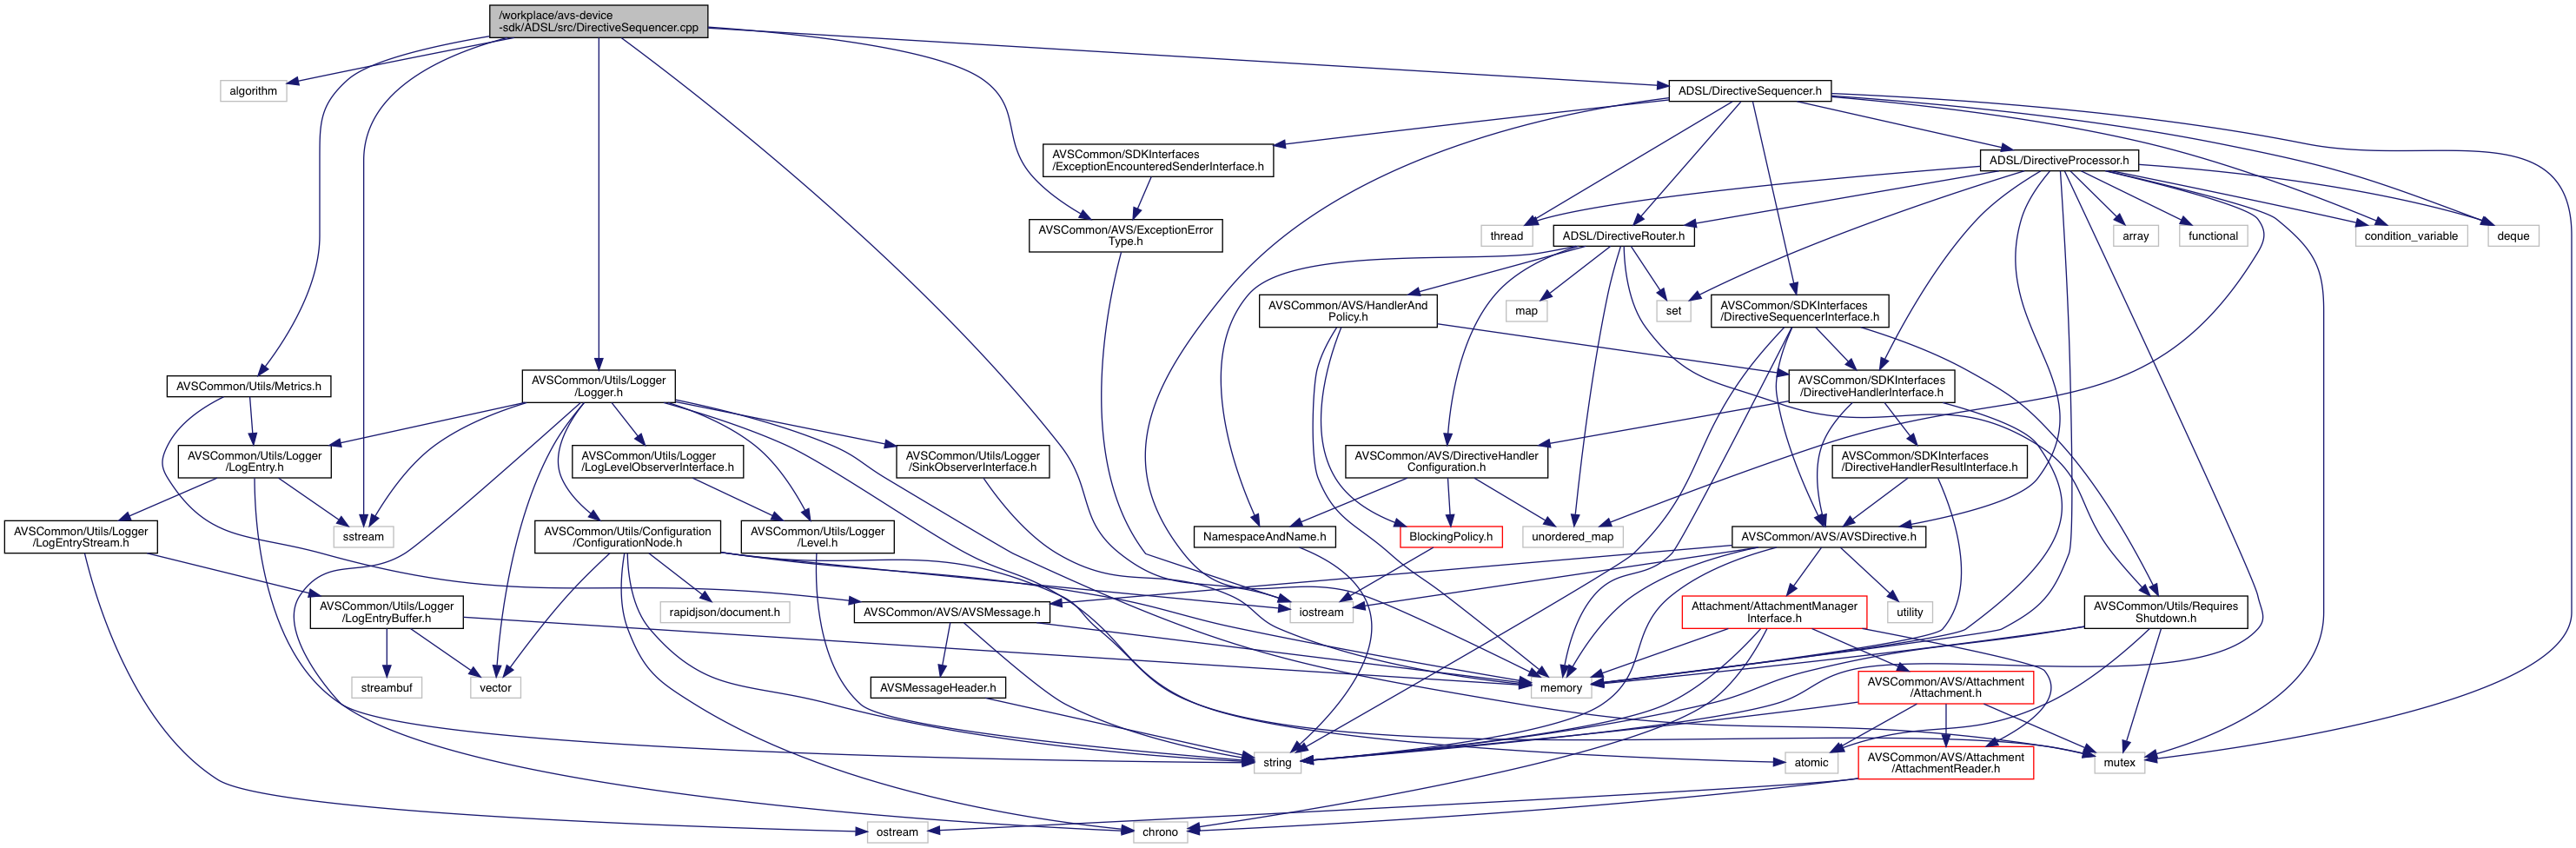 /workplace/avs-device
-sdk/ADSL/src/DirectiveSequencer.cpp
algorithm
ADSL/DirectiveSequencer.h
AVSCommon/SDKInterfaces
/ExceptionEncounteredSenderInterface.h
ADSL/DirectiveProcessor.h
AVSCommon/AVS/ExceptionError
Type.h
thread
ADSL/DirectiveRouter.h
array
functional
condition_variable
deque
AVSCommon/AVS/HandlerAnd
Policy.h
map
set
AVSCommon/SDKInterfaces
/DirectiveSequencerInterface.h
AVSCommon/Utils/Metrics.h
AVSCommon/Utils/Logger
/Logger.h
AVSCommon/SDKInterfaces
/DirectiveHandlerInterface.h
AVSCommon/Utils/Logger
/LogEntry.h
AVSCommon/Utils/Logger
/LogLevelObserverInterface.h
AVSCommon/Utils/Logger
/SinkObserverInterface.h
AVSCommon/AVS/DirectiveHandler
Configuration.h
AVSCommon/SDKInterfaces
/DirectiveHandlerResultInterface.h
AVSCommon/Utils/Logger
/LogEntryStream.h
sstream
AVSCommon/Utils/Configuration
/ConfigurationNode.h
AVSCommon/Utils/Logger
/Level.h
NamespaceAndName.h
BlockingPolicy.h
unordered_map
AVSCommon/AVS/AVSDirective.h
AVSCommon/Utils/Logger
/LogEntryBuffer.h
rapidjson/document.h
AVSCommon/AVS/AVSMessage.h
iostream
Attachment/AttachmentManager
Interface.h
utility
AVSCommon/Utils/Requires
Shutdown.h
streambuf
vector
AVSMessageHeader.h
memory
AVSCommon/AVS/Attachment
/Attachment.h
string
atomic
AVSCommon/AVS/Attachment
/AttachmentReader.h
mutex
ostream
chrono